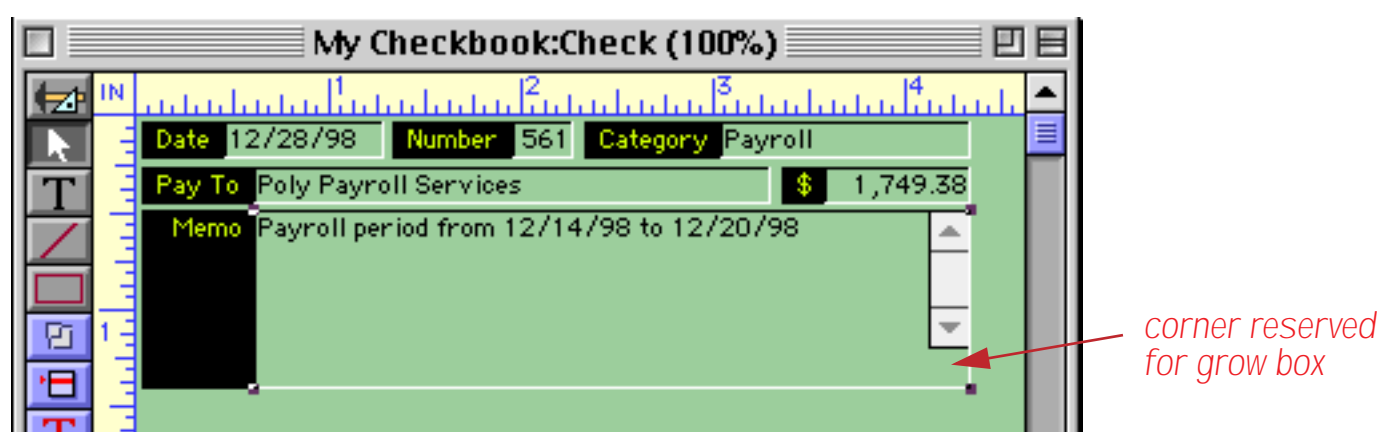 My Checkbook:Check (100%)
IN 1 2 3 4
Date 12/28/98 Number 561 Category Payroll
T
Pay To Poly Payroll Services $ 1,749.38
Memo Payroll period from 12/14/98 to 12/20/98
1
corner reserved
for grow box
T